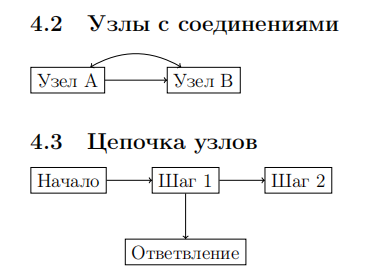 4.2 Узлы с соединениями
Узел A Узел B
4.3 Цепочка узлов
Начало Шаг 1 Шаг 2
Ответвление